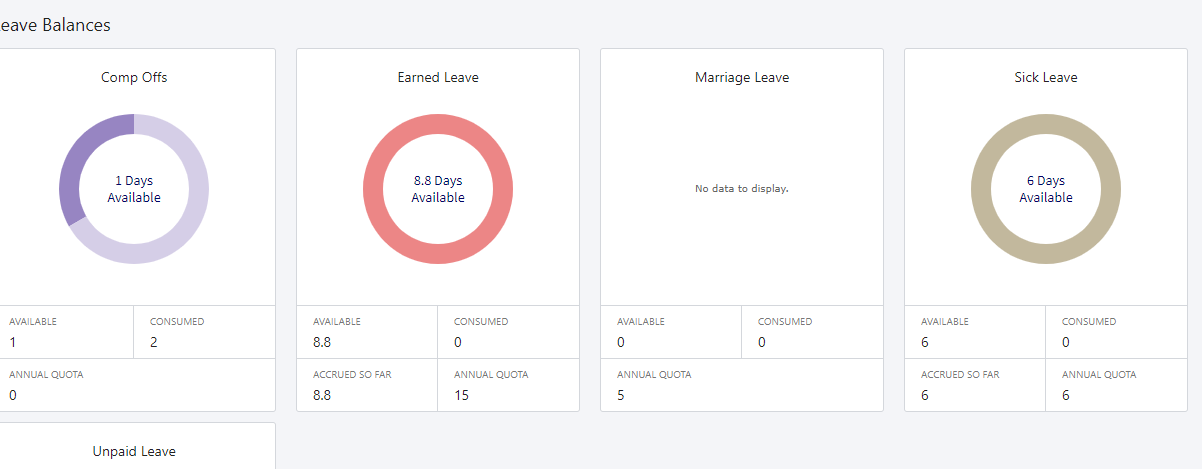 eave Balances
Comp Offs
1 Days
Available
AVAILABLE
1
CONSUMED
2
ANNUAL QUOTA
0
Earned Leave
8.8 Days
Available
AVAILABLE
8.8
CONSUMED
0
ACCRUED SO FAR
8.8
ANNUAL QUOTA
15
Marriage Leave
No data to display.
AVAILABLE
0
CONSUMED
0
ANNUAL QUOTA
5
Sick Leave
6 Days
Available
AVAILABLE
6
CONSUMED
0
ACCRUED SO FAR
6
ANNUAL QUOTA
6
Unpaid Leave